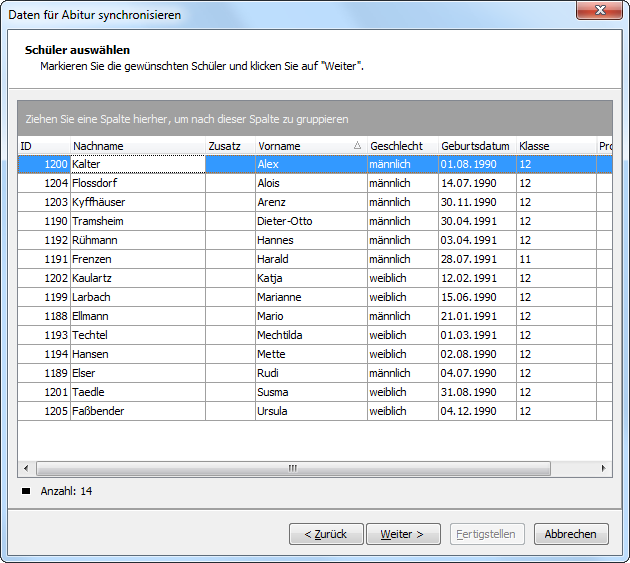 Daten für Abitur synchronisieren
Schüler auswählen
Markieren Sie die gewünschten Schüler und klicken Sie auf "Weiter".
Ziehen Sie eine Spalte hierher, um nach dieser Spalte zu gruppieren
ID Nachname Zusatz Vorname Geschlecht Geburtsdatum Klasse Pro
1200 Kalter Alex männlich 01.08.1990 12
1204 Flossdorf Alois männlich 14.07.1990 12
1203 Kyffhäuser Arenz männlich 30.11.1990 12
1190 Tramsheim Dieter-Otto männlich 30.04.1991 12
1192 Rühmann Hannes männlich 03.04.1991 12
1191 Frenzen Harald männlich 28.07.1991 11
1202 Kaulartz Katja weiblich 12.02.1991 12
1199 Larbach Marianne weiblich 15.06.1990 12
1188 Ellmann Mario männlich 21.01.1991 12
1193 Techtel Mechtilda weiblich 01.03.1991 12
1194 Hansen Mette weiblich 02.08.1990 12
1189 Elser Rudi männlich 04.07.1990 12
1201 Taedle Susma weiblich 31.08.1990 12
1205 Faßbender Ursula weiblich 04.12.1990 12
Anzahl: 14
< Zurück Weiter > Fertigstellen Abbrechen